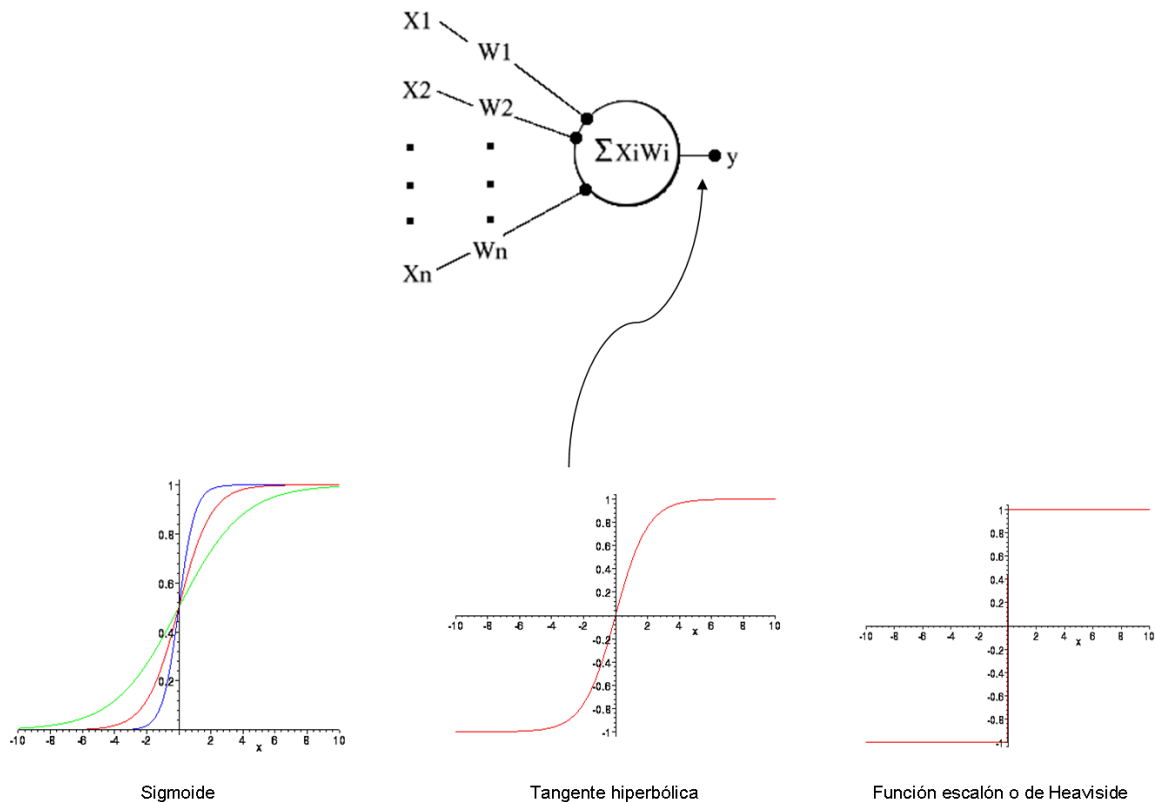 X1
W1
X2
W2
ΣXiWi
y
Wn
Xn
1
0.8
0.6
0.4
0.2
-10 -8 -6 -4 -2 2 4 6 8 10
x
1
0.8
0.6
0.4
0.2
-10 -8 -6 -4 -2 2 4 6 8 10
x
-0.2
-0.4
-0.6
-0.8
-1
1
0.8
0.6
0.4
0.2
-10 -8 -6 -4 -2 2 4 6 8 10
x
-0.2
-0.4
-0.6
-0.8
-1
Sigmoide
Tangente hiperbólica
Función escalón o de Heaviside